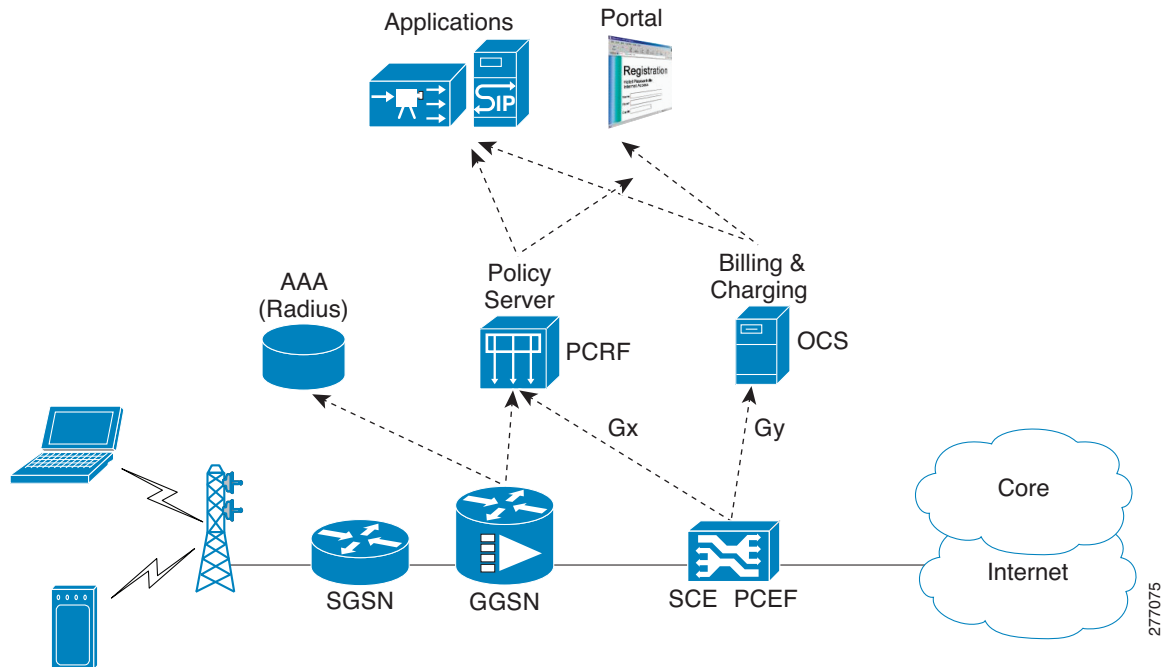 Applications
Portal
Registration
SIP
AAA
(Radius)
Policy
Server
PCRF
Billing &
Charging
OCS
Gx
Gy
Core
Internet
SGSN
GGSN
SCE PCEF
277075